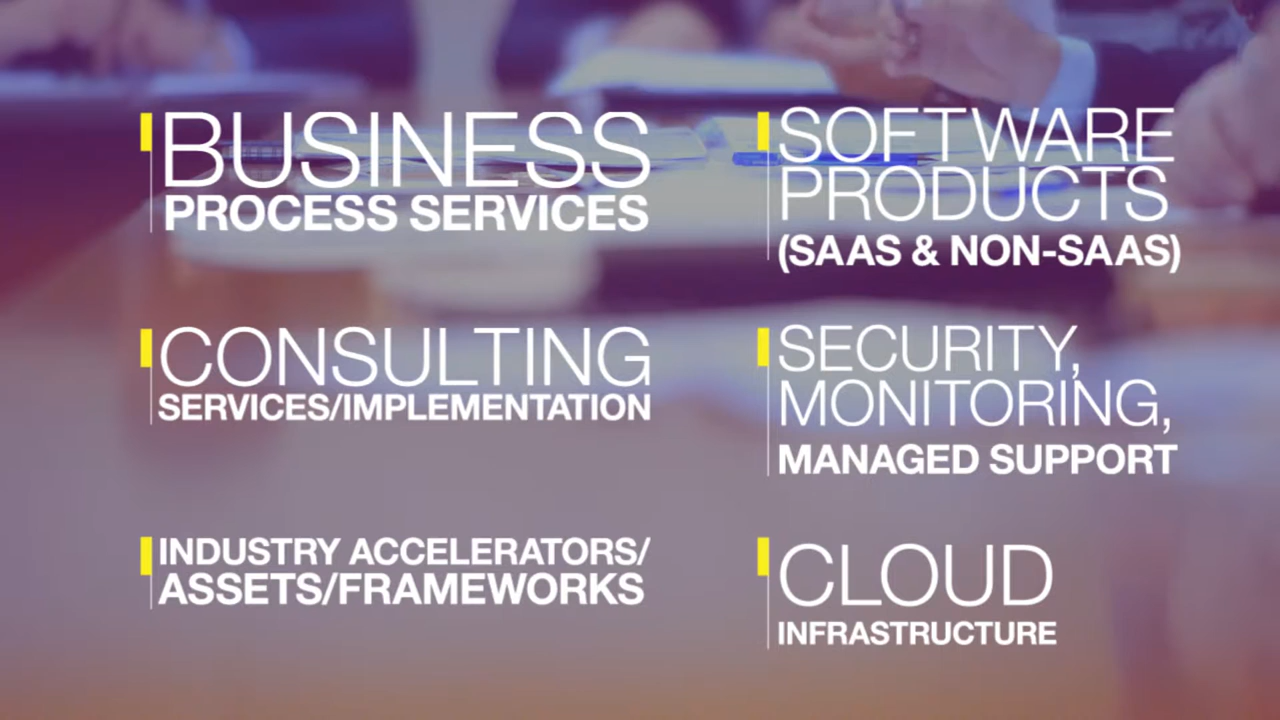 BUSINESS
PROCESS SERVICES
SOFTWARE
PRODUCTS
(SAAS & NON-SAAS)
CONSULTING
SERVICES/IMPLEMENTATION
SECURITY,
MONITORING,
MANAGED SUPPORT
INDUSTRY ACCELERATORS/
ASSETS/FRAMEWORKS
CLOUD
INFRASTRUCTURE